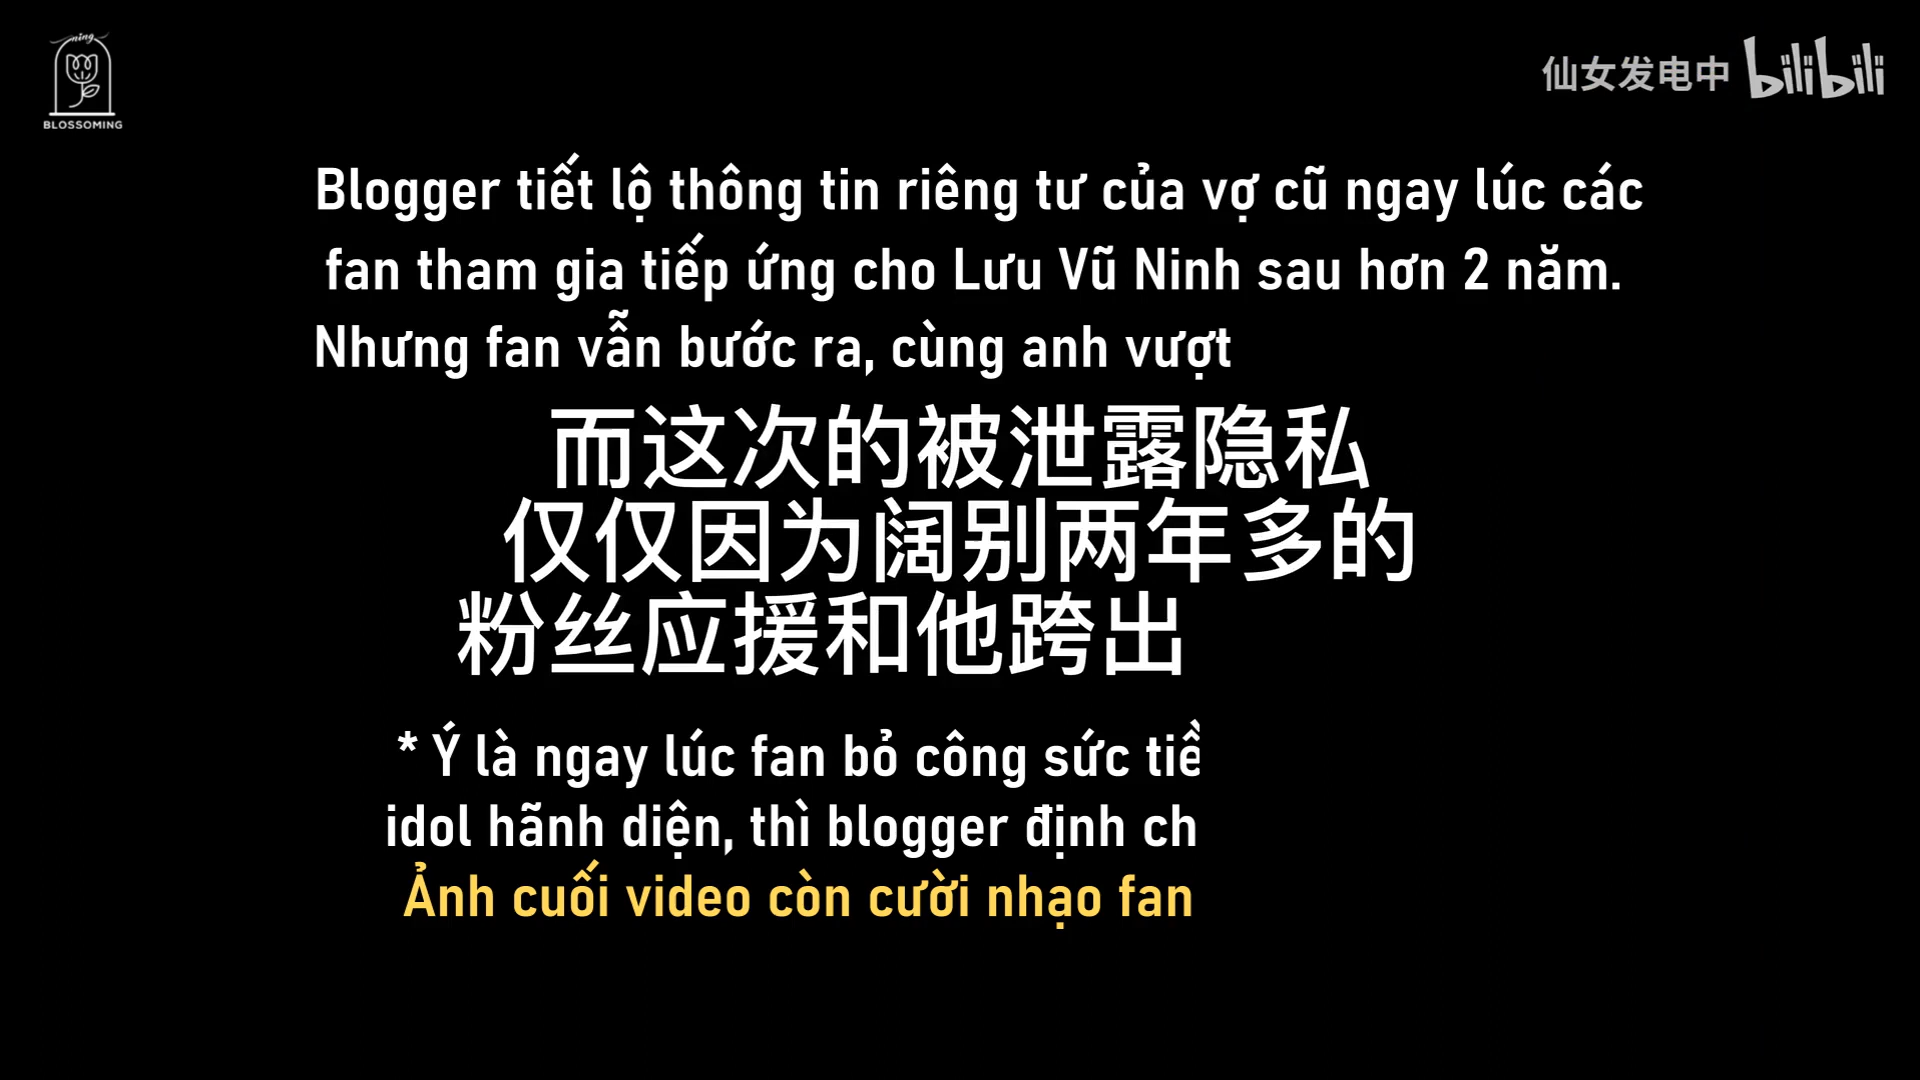 ning
BLOSSOMING
仙女发电中 bilibili
Blogger tiết lộ thông tin riêng tư của vợ cũ ngay lúc các
fan tham gia tiếp ứng cho Lưu Vũ Ninh sau hơn 2 năm.
Nhưng fan vẫn bước ra, cùng anh vượt
而这次的被泄露隐私
仅仅因为阔别两年多的
粉丝应援和他跨出
* Ý là ngay lúc fan bỏ công sức tiề
idol hãnh diện, thì blogger định ch
Ảnh cuối video còn cười nhạo fan